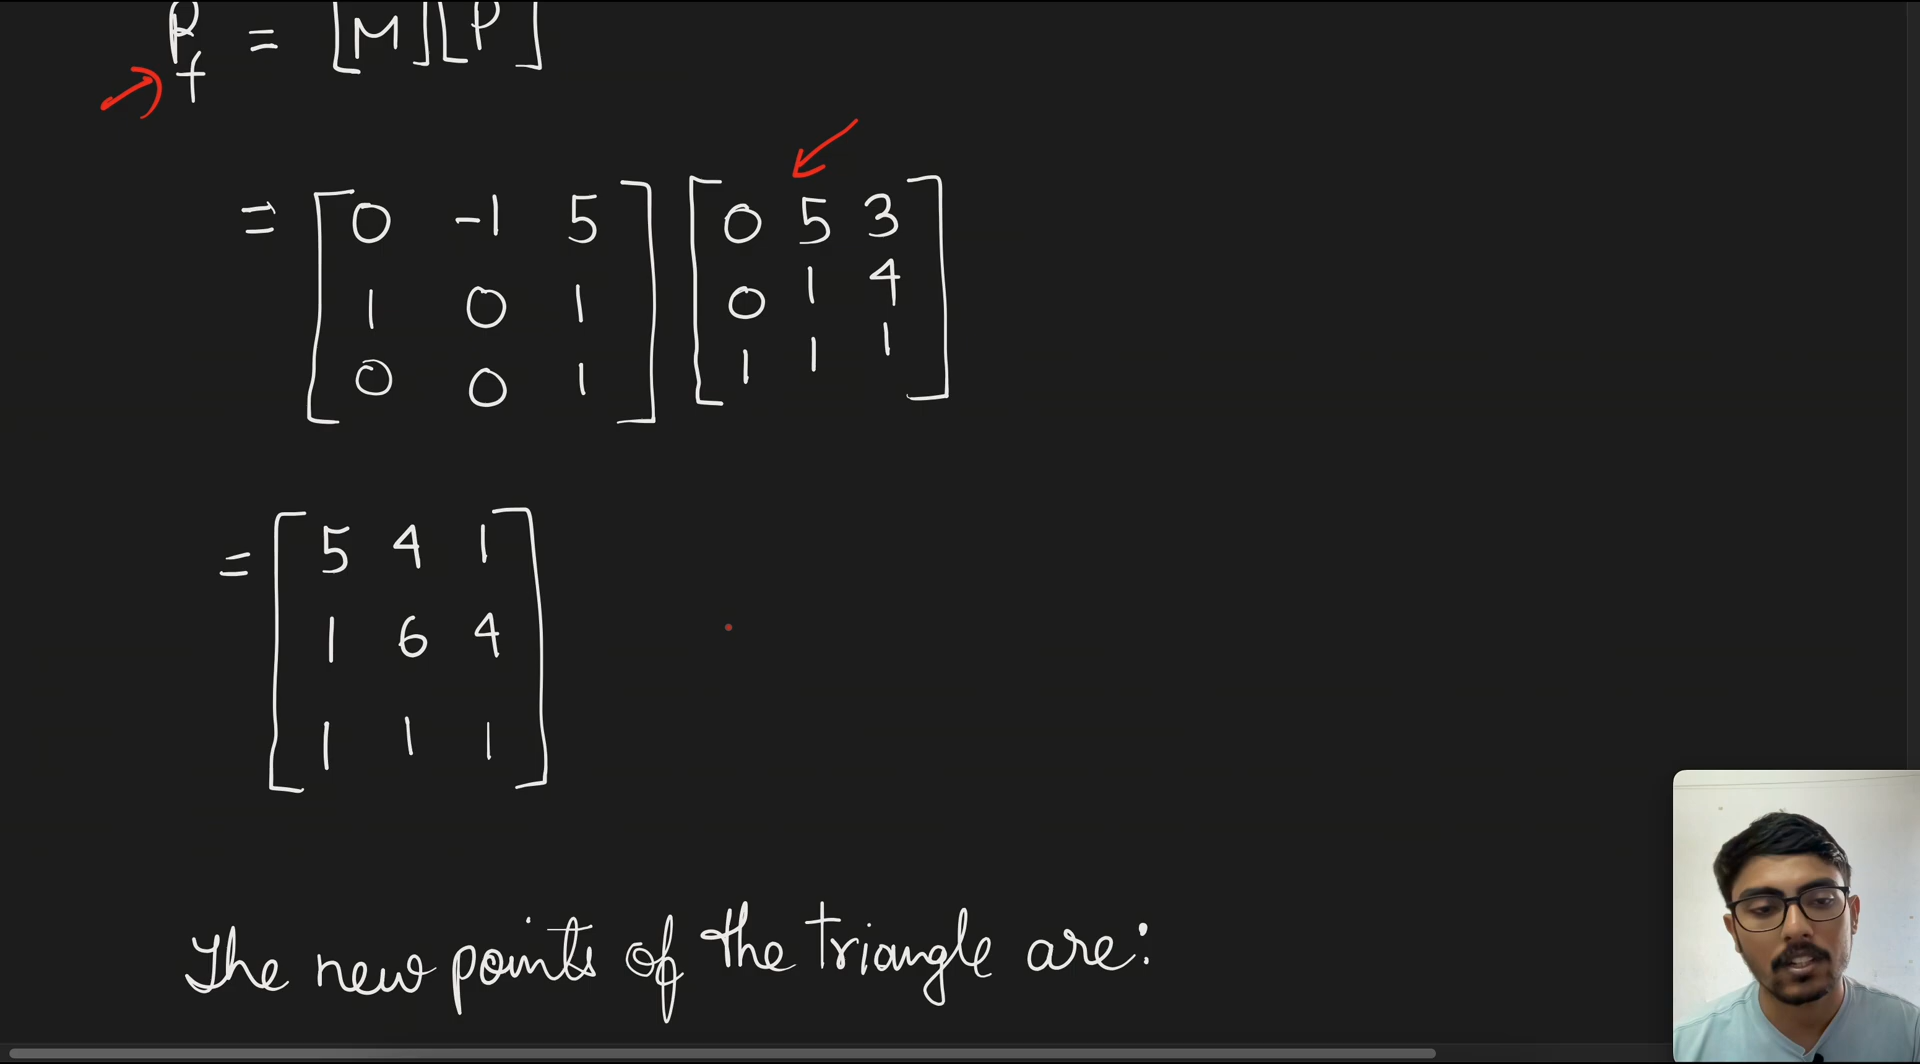 P_f = [M][P]
= [0 -1 5] [0 5 3]
[1 0 1] [0 1 4]
[0 0 1] [1 1 1]
= [5 4 1]
[1 6 4]
[1 1 1]
The new points of the triangle are: